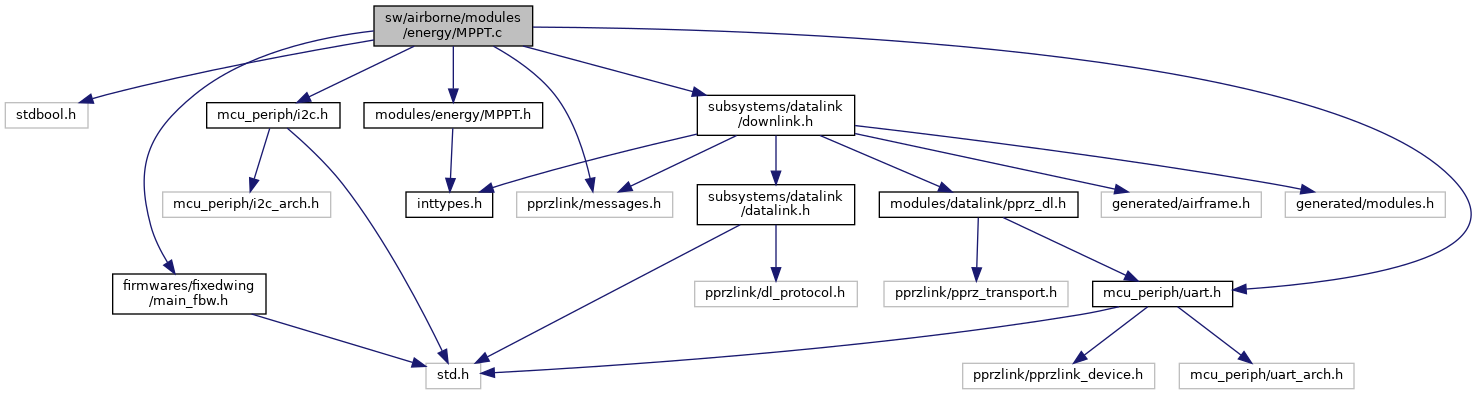 sw/airborne/modules
/energy/MPPT.c
stdbool.h
mcu_periph/i2c.h
modules/energy/MPPT.h
subsystems/datalink
/downlink.h
mcu_periph/i2c_arch.h
inttypes.h
pprzlink/messages.h
subsystems/datalink
/datalink.h
modules/datalink/pprz_dl.h
generated/airframe.h
generated/modules.h
firmwares/fixedwing
/main_fbw.h
pprzlink/dl_protocol.h
pprzlink/pprz_transport.h
mcu_periph/uart.h
std.h
pprzlink/pprzlink_device.h
mcu_periph/uart_arch.h